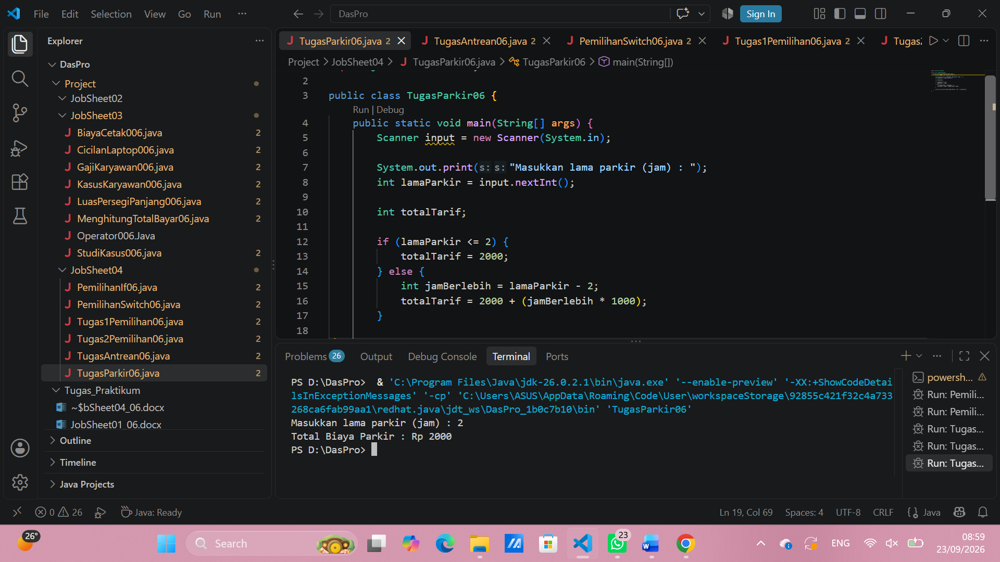 File Edit Selection View Go Run ···
DasPro
Sign In
Explorer
DasPro
Project
JobSheet02
JobSheet03
BiayaCetak006.java 2
CicilanLaptop006.java 2
GajiKaryawan006.java 2
KasusKaryawan006.java 2
LuasPersegiPanjang006.java 2
MenghitungTotalBayar06.java 2
Operator006.Java
StudiKasus006.java 2
JobSheet04
PemilihanIf06.java 2
PemilihanSwitch06.java 2
Tugas1Pemilihan06.java 2
Tugas2Pemilihan06.java 2
TugasAntrean06.java 2
TugasParkir06.java 2
Tugas_Praktikum
~$bSheet04_06.docx
JobSheet01_06.docx
Outline
Timeline
Java Projects
TugasParkir06.java 2
TugasAntrean06.java 2
PemilihanSwitch06.java 2
Tugas1Pemilihan06.java 2
Tugas2
Project > JobSheet04 > TugasParkir06.java > TugasParkir06 > main(String[])
2
3 public class TugasParkir06 {
Run | Debug
4 public static void main(String[] args) {
5 Scanner input = new Scanner(System.in);
6
7 System.out.print(s: s: "Masukkan lama parkir (jam) : ");
8 int lamaParkir = input.nextInt();
9
10 int totalTarif;
11
12 if (lamaParkir <= 2) {
13 totalTarif = 2000;
14 } else {
15 int jamBerlebih = lamaParkir - 2;
16 totalTarif = 2000 + (jamBerlebih * 1000);
17 }
18
Problems 26 Output Debug Console Terminal Ports
PS D:\DasPro>  & 'C:\Program Files\Java\jdk-26.0.2.1\bin\java.exe' '--enable-preview' '-XX:+ShowCodeDetai
lsInExceptionMessages' '-cp' 'C:\Users\ASUS\AppData\Roaming\Code\User\workspaceStorage\92855c421f32c4a733
268ca6fab99aa1\redhat.java\jdt_ws\DasPro_1b0c7b10\bin' 'TugasParkir06'
Masukkan lama parkir (jam) : 2
Total Biaya Parkir : Rp 2000
PS D:\DasPro>
powersh...
Run: Pemili...
Run: Pemili...
Run: Tugas...
Run: Tugas...
Run: Tugas...
0 26 Java: Ready
Ln 19, Col 69 Spaces: 4 UTF-8 CRLF Java
26°
Search
23
ENG
08:59
23/09/2026